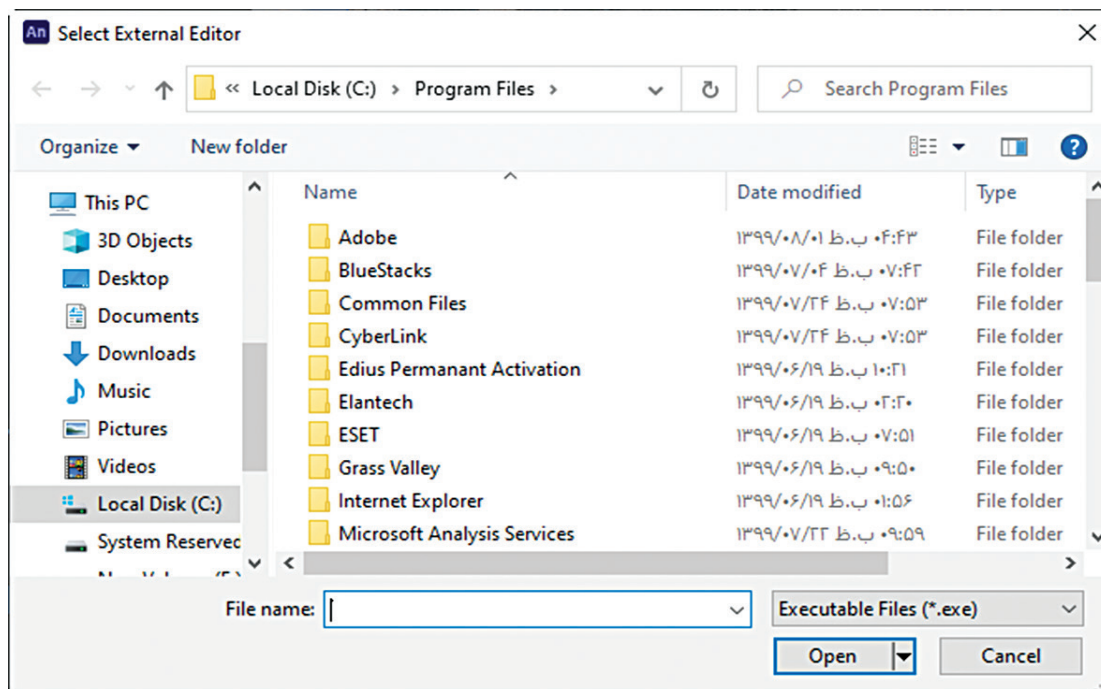 An Select External Editor
« Local Disk (C:) › Program Files ›
Search Program Files
Organize
New folder
This PC
3D Objects
Desktop
Documents
Downloads
Music
Pictures
Videos
Local Disk (C:)
System Reserved
Name Date modified Type
Adobe ۱۳۹۹/۰۸/۰۱ ب.ظ ۰۴:۴۳ File folder
BlueStacks ۱۳۹۹/۰۷/۰۴ ب.ظ ۰۷:۴۲ File folder
Common Files ۱۳۹۹/۰۷/۲۴ ب.ظ ۰۷:۵۳ File folder
CyberLink ۱۳۹۹/۰۷/۲۴ ب.ظ ۰۷:۵۳ File folder
Edius Permanant Activation ۱۳۹۹/۰۶/۱۹ ب.ظ ۱۰:۲۱ File folder
Elantech ۱۳۹۹/۰۶/۱۹ ب.ظ ۰۲:۲۰ File folder
ESET ۱۳۹۹/۰۶/۱۹ ب.ظ ۰۷:۵۱ File folder
Grass Valley ۱۳۹۹/۰۶/۱۹ ب.ظ ۰۹:۵۰ File folder
Internet Explorer ۱۳۹۹/۰۶/۱۹ ب.ظ ۰۱:۵۶ File folder
Microsoft Analysis Services ۱۳۹۹/۰۷/۲۲ ب.ظ ۰۹:۵۹ File folder
File name:
Executable Files (*.exe)
Open
Cancel